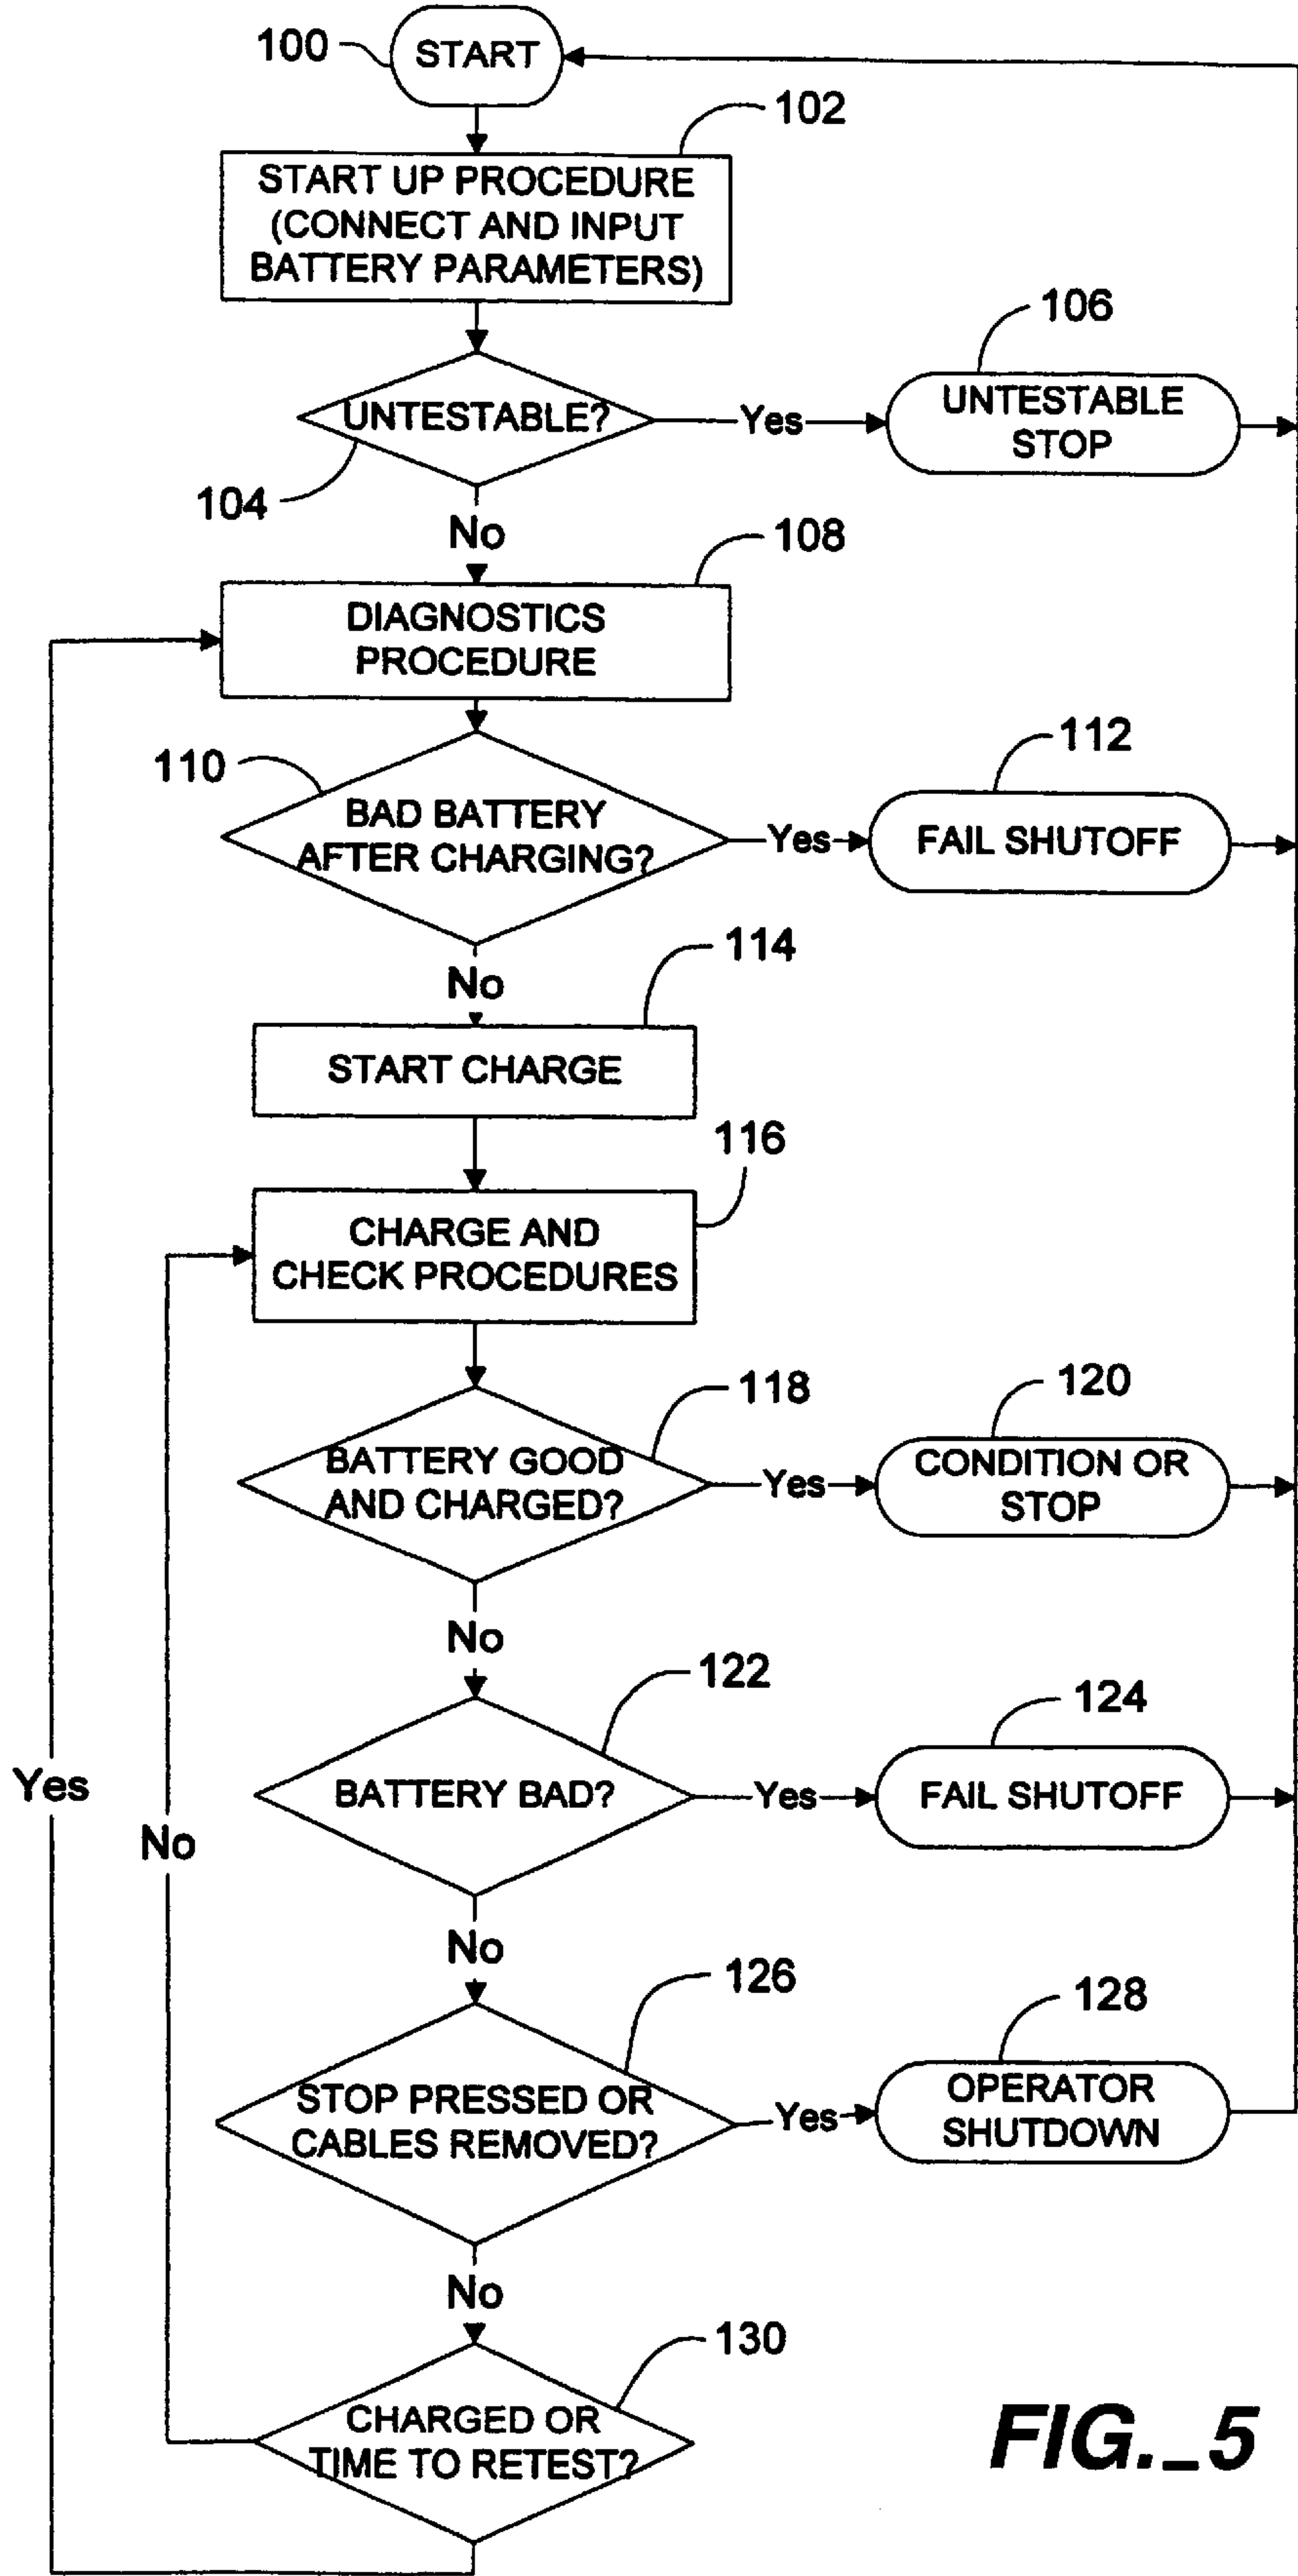 100
START
102
START UP PROCEDURE
(CONNECT AND INPUT
BATTERY PARAMETERS)
106
UNTESTABLE?
Yes
UNTESTABLE
STOP
104
No
108
DIAGNOSTICS
PROCEDURE
110
112
BAD BATTERY
AFTER CHARGING?
Yes
FAIL SHUTOFF
No
114
START CHARGE
116
CHARGE AND
CHECK PROCEDURES
118
120
BATTERY GOOD
AND CHARGED?
Yes
CONDITION OR
STOP
No
122
124
BATTERY BAD?
Yes
FAIL SHUTOFF
Yes
No
No
126
128
STOP PRESSED OR
CABLES REMOVED?
Yes
OPERATOR
SHUTDOWN
No
130
CHARGED OR
TIME TO RETEST?
FIG._5